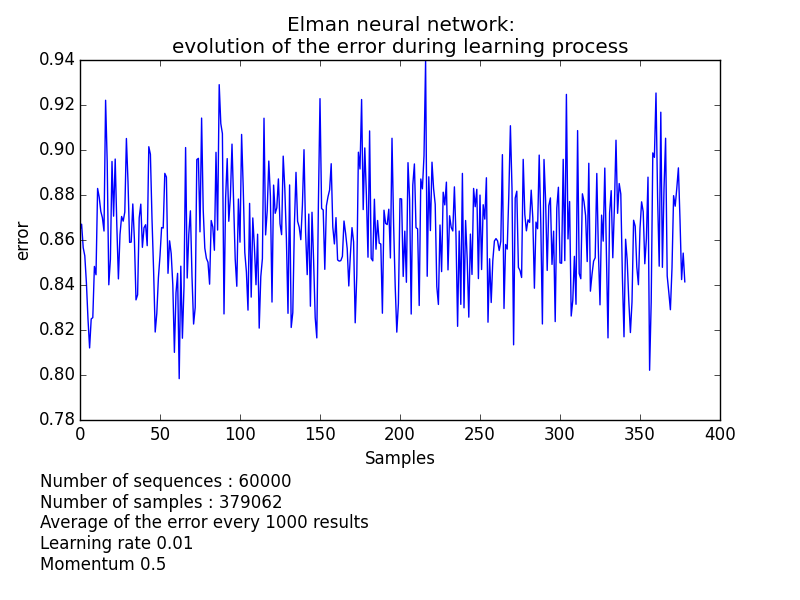 Elman neural network:
evolution of the error during learning process
0.94
0.92
0.90
0.88
0.86
0.84
0.82
0.80
0.78
error
0 50 100 150 200 250 300 350 400
Samples
Number of sequences : 60000
Number of samples : 379062
Average of the error every 1000 results
Learning rate 0.01
Momentum 0.5